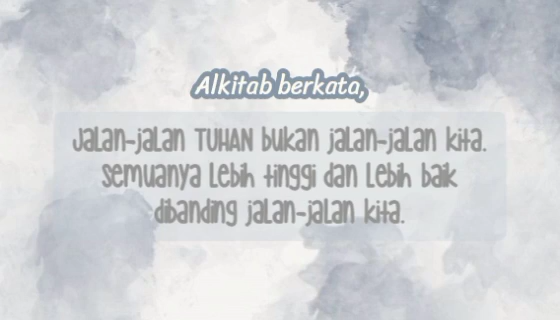 Alkitab berkata,
Jalan-jalan TUHAN bukan jalan-jalan kita.
Semuanya Lebih tinggi dan Lebih baik
dibanding jalan-jalan kita.